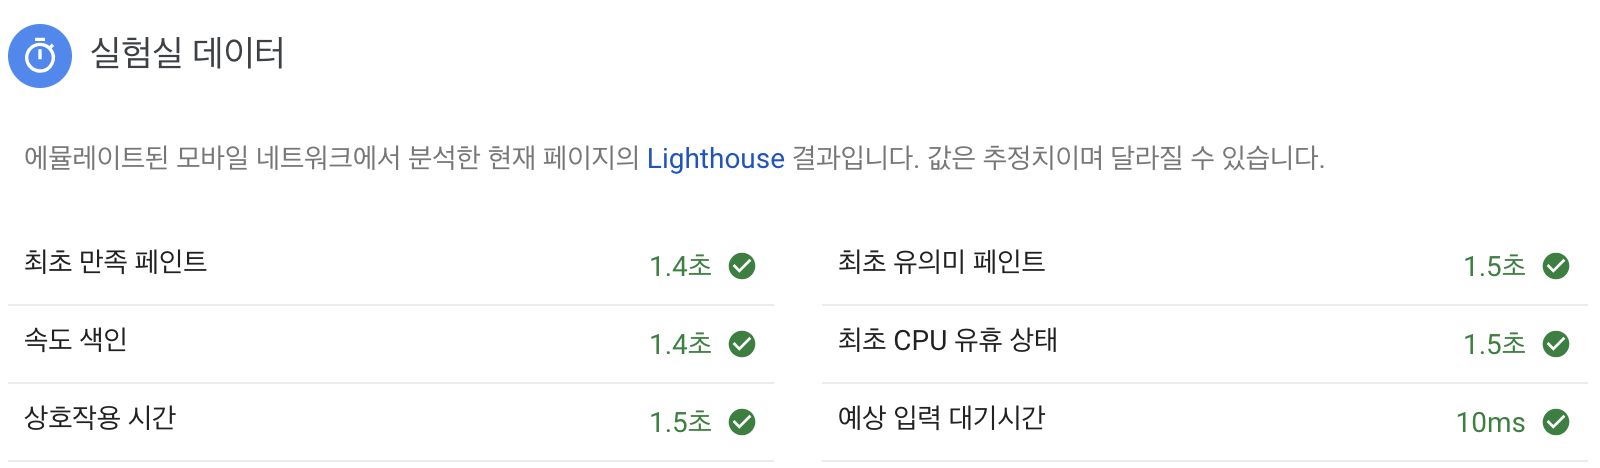 실험실 데이터
에뮬레이트된 모바일 네트워크에서 분석한 현재 페이지의 Lighthouse 결과입니다. 값은 추정치이며 달라질 수 있습니다.
최초 만족 페인트 1.4초
최초 유의미 페인트 1.5초
속도 색인 1.4초
최초 CPU 유휴 상태 1.5초
상호작용 시간 1.5초
예상 입력 대기시간 10ms